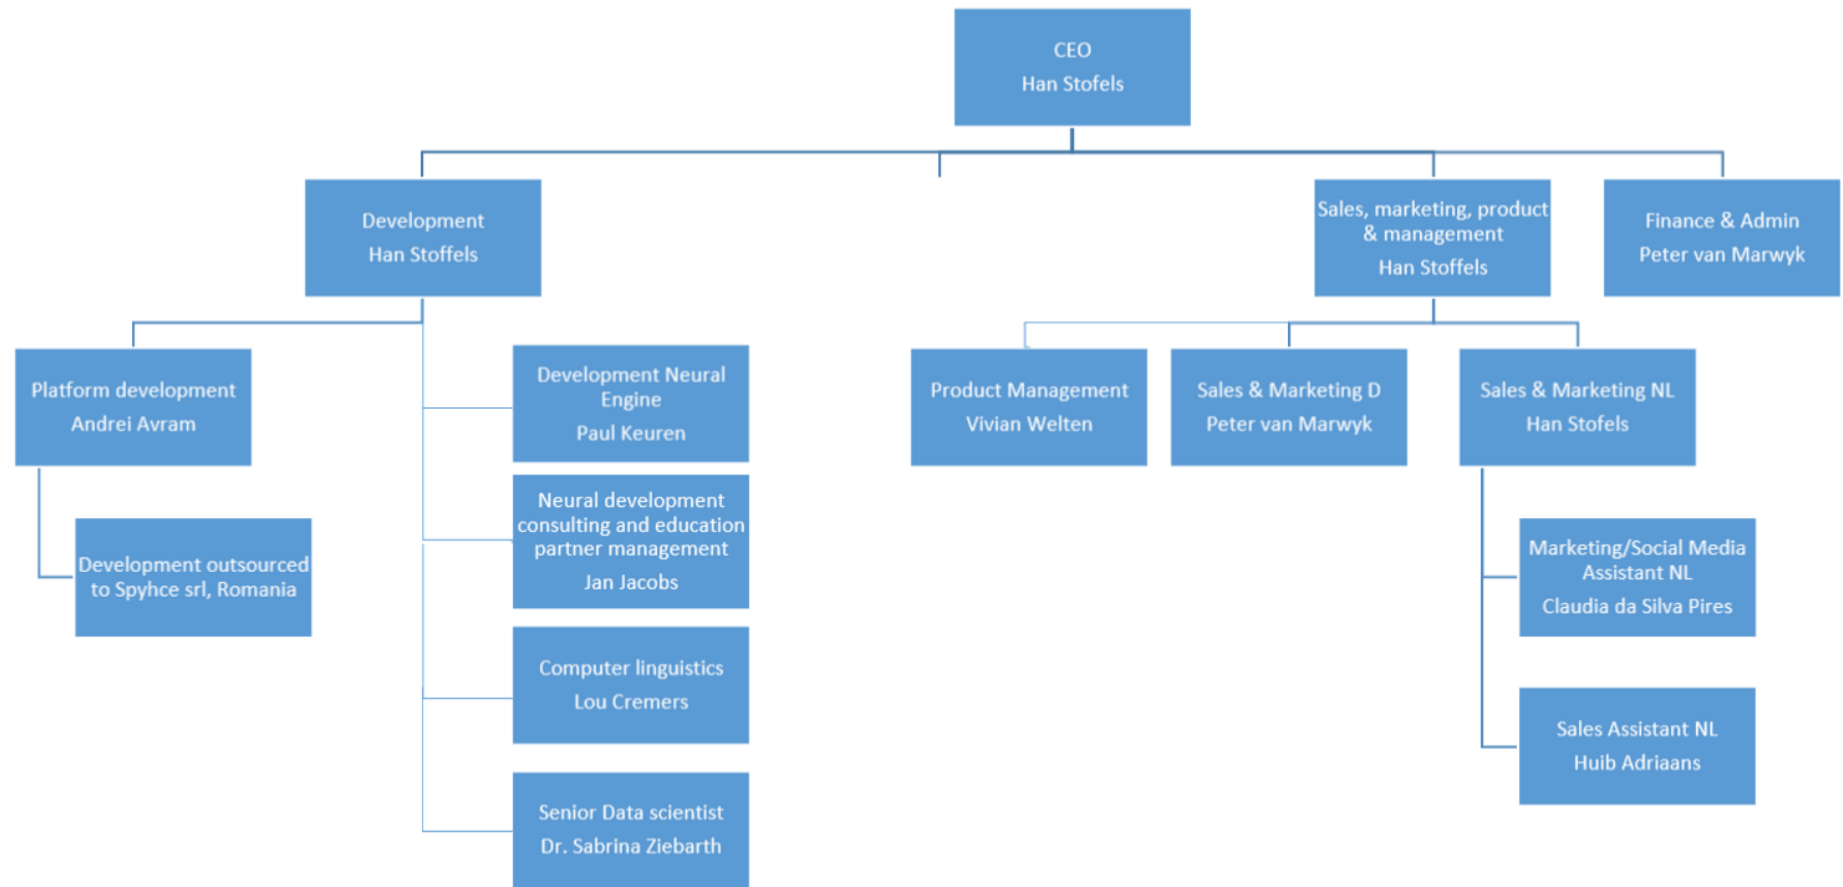 CEO
Han Stofels
Development
Han Stoffels
Sales, marketing, product
& management
Han Stoffels
Finance & Admin
Peter van Marwyk
Platform development
Andrei Avram
Development outsourced
to Spyhce srl, Romania
Development Neural
Engine
Paul Keuren
Neural development
consulting and education
partner management
Jan Jacobs
Computer linguistics
Lou Cremers
Senior Data scientist
Dr. Sabrina Ziebarth
Product Management
Vivian Welten
Sales & Marketing D
Peter van Marwyk
Sales & Marketing NL
Han Stofels
Marketing/Social Media
Assistant NL
Claudia da Silva Pires
Sales Assistant NL
Huib Adriaans